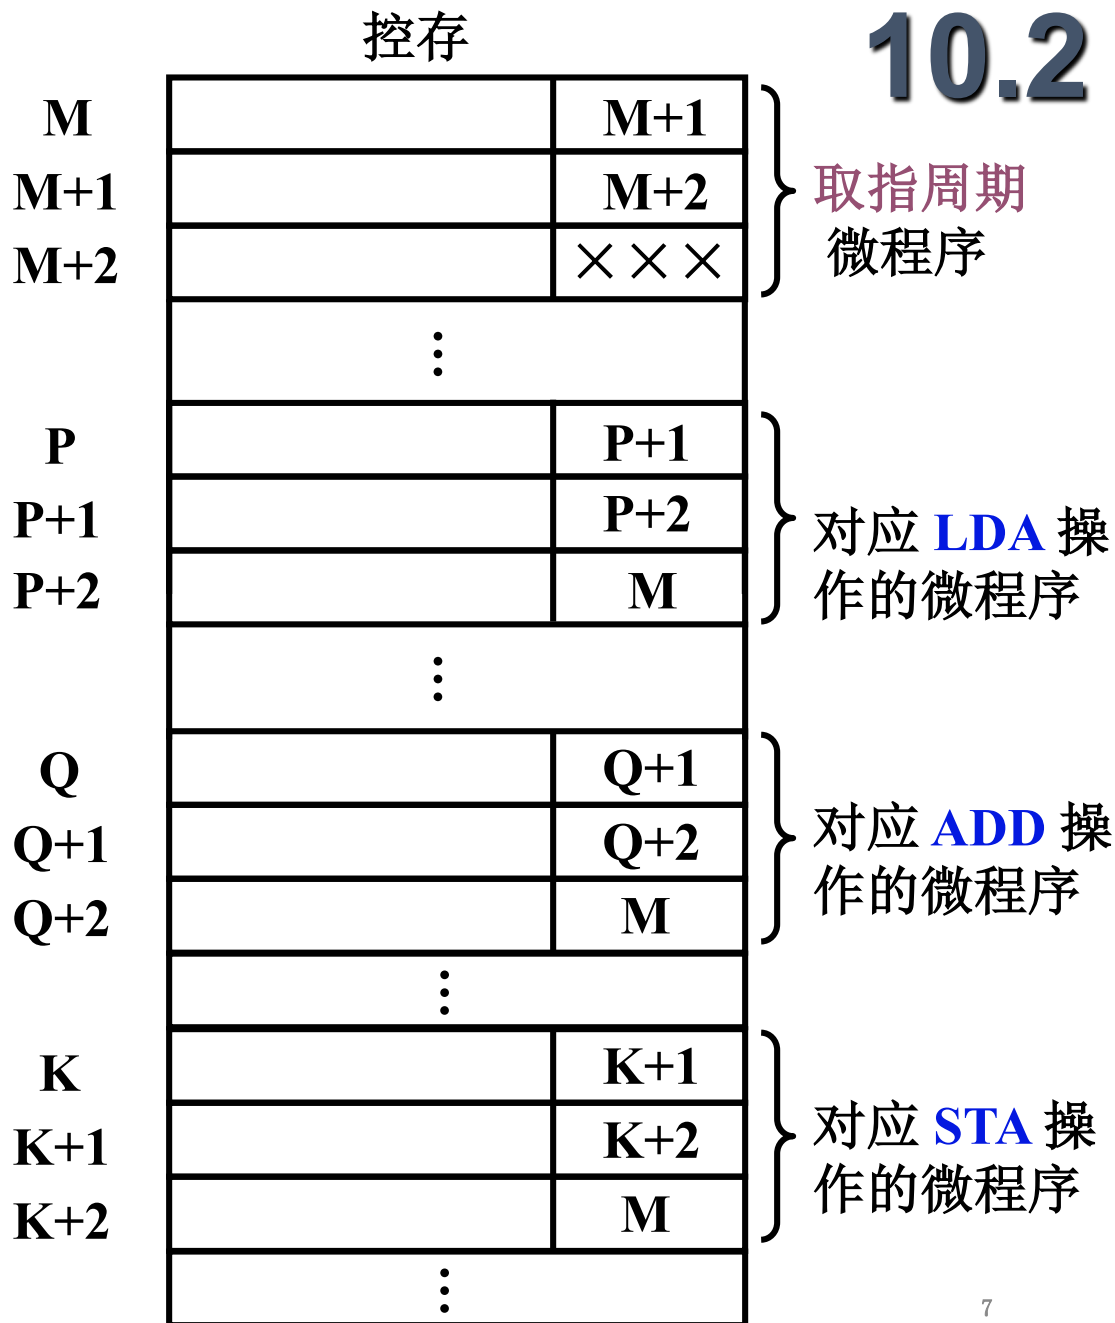 控存
10.2
M M+1
M+1 M+2
M+2 ×××
取指周期
微程序
⋮
P P+1
P+1 P+2
P+2 M
对应 LDA 操
作的微程序
⋮
Q Q+1
Q+1 Q+2
Q+2 M
对应 ADD 操
作的微程序
⋮
K K+1
K+1 K+2
K+2 M
对应 STA 操
作的微程序
⋮
7